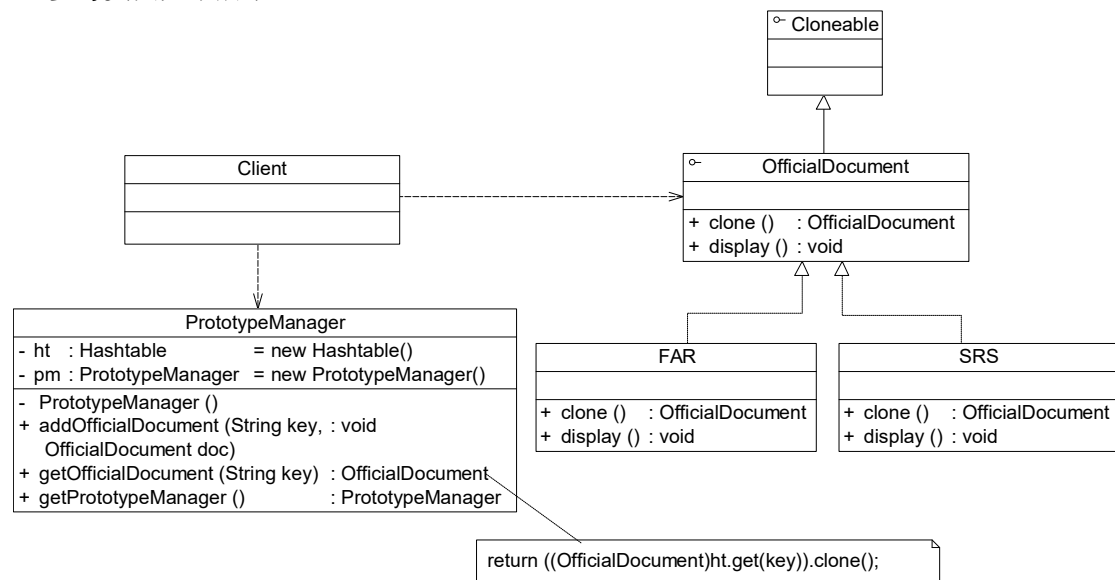 Cloneable
Client
OfficialDocument
+ clone () : OfficialDocument
+ display () : void
PrototypeManager
- ht : Hashtable = new Hashtable()
- pm : PrototypeManager = new PrototypeManager()
- PrototypeManager ()
+ addOfficialDocument (String key, : void
OfficialDocument doc)
+ getOfficialDocument (String key) : OfficialDocument
+ getPrototypeManager () : PrototypeManager
FAR
+ clone () : OfficialDocument
+ display () : void
SRS
+ clone () : OfficialDocument
+ display () : void
return ((OfficialDocument)ht.get(key)).clone();